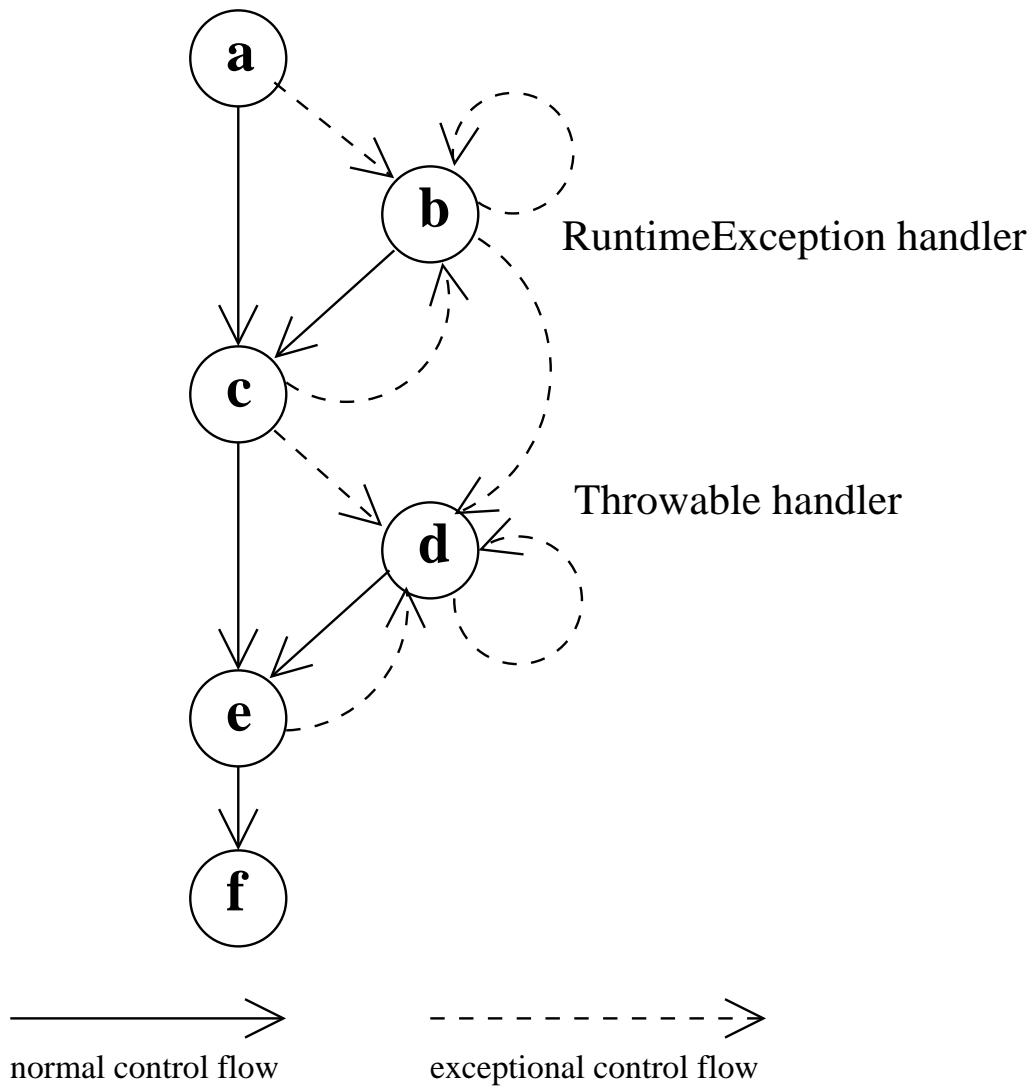 a
b
RuntimeException handler
c
Throwable handler
d
e
f
normal control flow
exceptional control flow